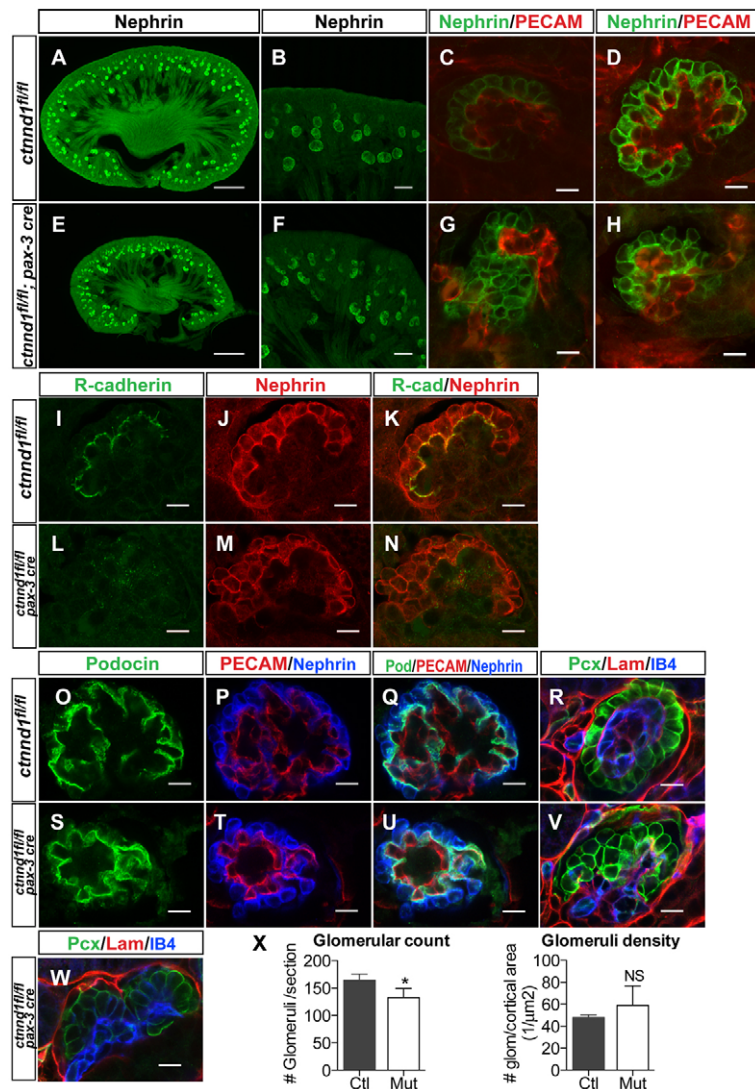 Nephrin Nephrin Nephrin/PECAM Nephrin/PECAM
ctnnd1fl/fl
A B C D
ctnnd1fl/fl; pax-3 cre
E F G H
R-cadherin Nephrin R-cad/Nephrin
ctnnd1fl/fl
I J K
ctnnd1fl/fl
pax-3 cre
L M N
Podocin PECAM/Nephrin Pod/PECAM/Nephrin Pcx/Lam/IB4
ctnnd1fl/fl
O P Q R
ctnnd1fl/fl
pax-3 cre
S T U V
Pcx/Lam/IB4
ctnnd1fl/fl
pax-3 cre
W
X
Glomerular count
# Glomeruli /section
200
150
100
50
0
*
Ctl Mut
Glomeruli density
# glom/cortical area
(1/μm2)
100
80
60
40
20
0
NS
Ctl Mut